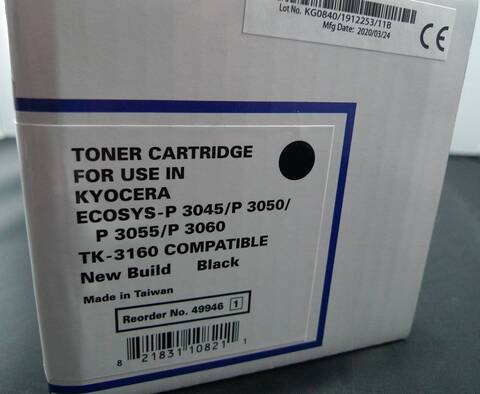 Lot No. KG0840/1912253/11B
Mfg Date: 2020/03/24
CE
TONER CARTRIDGE
FOR USE IN
KYOCERA
ECOSYS-P 3045/P 3050/
P 3055/P 3060
TK-3160 COMPATIBLE
New Build Black
Made in Taiwan
Reorder No. 49946 1
8 21831 10821 1